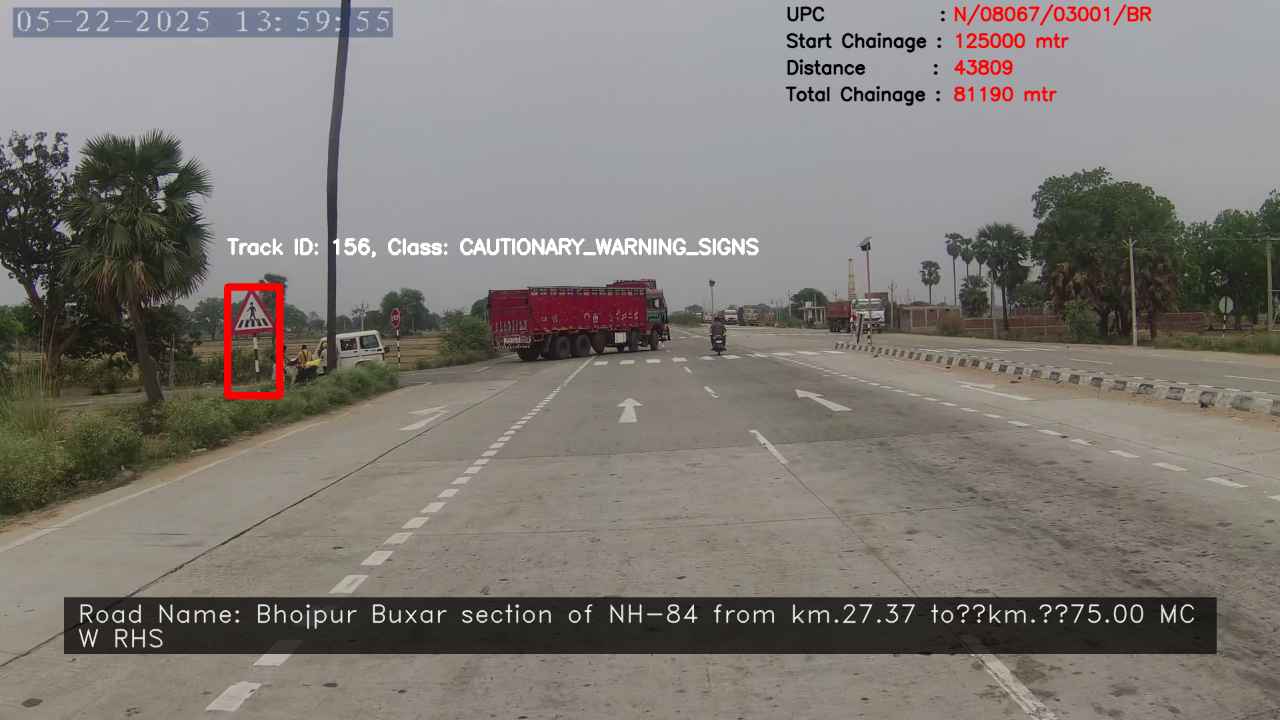 05-22-2025 13:59:55
UPC : N/08067/03001/BR
Start Chainage : 125000 mtr
Distance : 43809
Total Chainage : 81190 mtr
Track ID: 156, Class: CAUTIONARY_WARNING_SIGNS
Road Name: Bhojpur Buxar section of NH-84 from km.27.37 to??km.??75.00 MC
W RHS